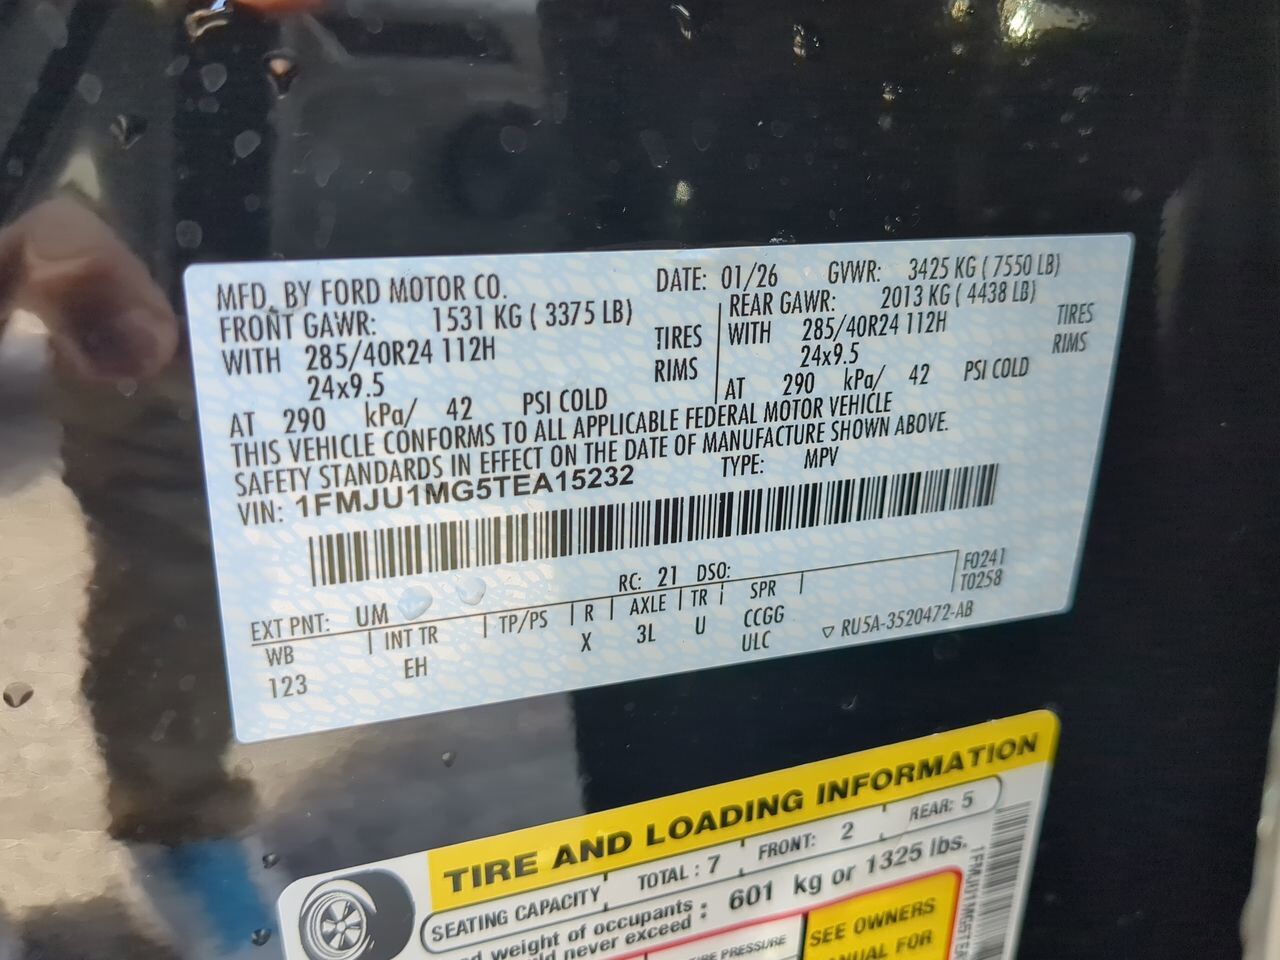 MFD. BY FORD MOTOR CO. DATE: 01/26 GVWR: 3425 KG ( 7550 LB)
FRONT GAWR: 1531 KG ( 3375 LB) REAR GAWR: 2013 KG ( 4438 LB)
WITH 285/40R24 112H TIRES WITH 285/40R24 112H TIRES
24x9.5 RIMS 24x9.5 RIMS
AT 290 kPa/ 42 PSI COLD AT 290 kPa/ 42 PSI COLD
THIS VEHICLE CONFORMS TO ALL APPLICABLE FEDERAL MOTOR VEHICLE
SAFETY STANDARDS IN EFFECT ON THE DATE OF MANUFACTURE SHOWN ABOVE.
VIN: 1FMJU1MG5TEA15232 TYPE: MPV
EXT PNT: UM RC: 21 DSO: F0241
WB INT TR TP/PS R AXLE TR SPR T0258
123 EH X 3L U CCGG ▽ RU5A-3520472-AB
ULC
TIRE AND LOADING INFORMATION
SEATING CAPACITY TOTAL : 7 FRONT: 2 REAR: 5
weight of occupants : 601 kg or 1325 lbs.
never exceed
PRESSURE SEE OWNERS
FOR